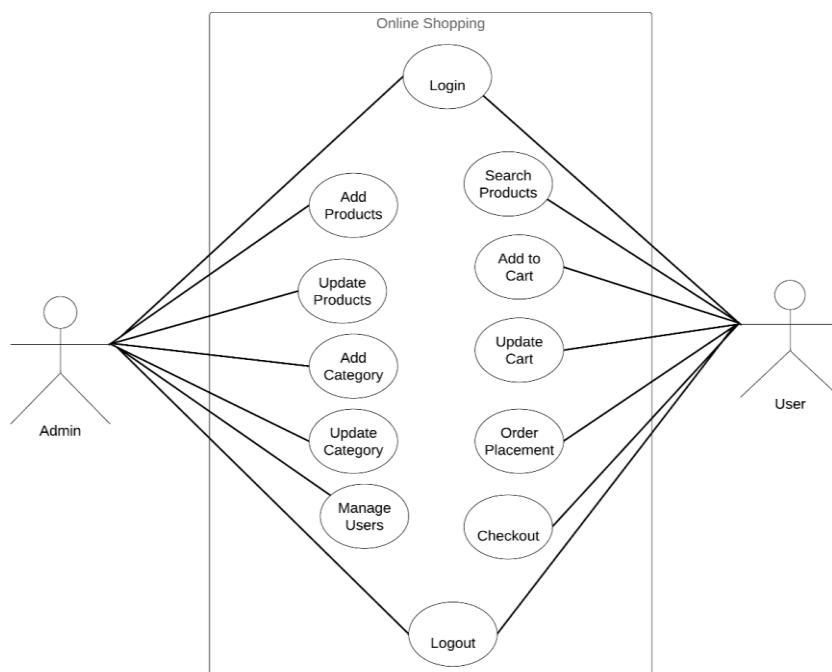 Online Shopping
Login
Search
Products
Add
Products
Add to
Cart
Update
Products
Update
Cart
Add
Category
Admin
User
Update
Category
Order
Placement
Manage
Users
Checkout
Logout